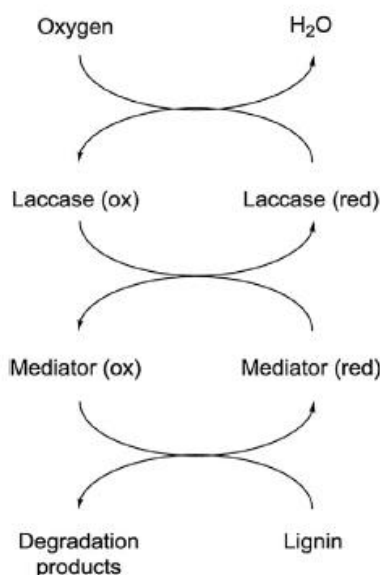 Oxygen H₂O
Laccase (ox) Laccase (red)
Mediator (ox) Mediator (red)
Degradation Lignin
products